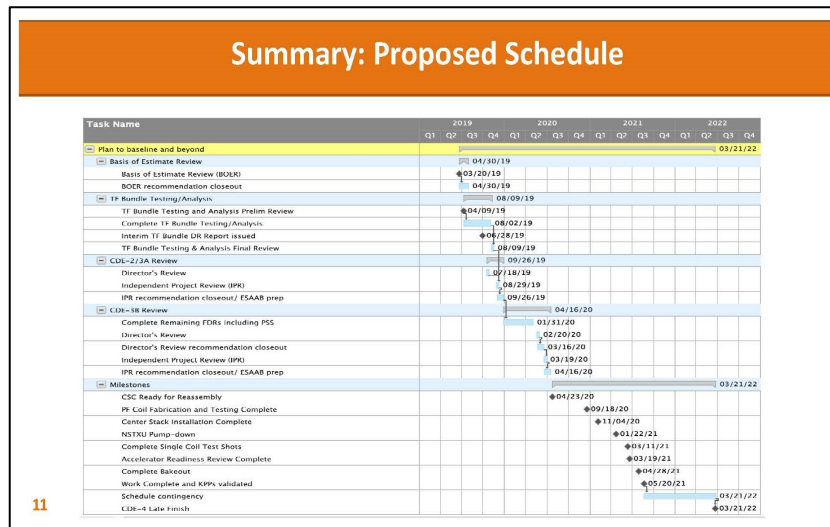 Summary: Proposed Schedule
Task Name 2019 2020 2021 2022
Q1 Q2 Q3 Q4 Q1 Q2 Q3 Q4 Q1 Q2 Q3 Q4 Q1 Q2 Q3 Q4
Plan to baseline and beyond 03/21/22
Basis of Estimate Review 04/30/19
Basis of Estimate Review (BOER) 03/20/19
BOER recommendation closeout 04/30/19
TF Bundle Testing/Analysis 08/09/19
TF Bundle Testing and Analysis Prelim Review 04/09/19
Complete TF Bundle Testing/Analysis 08/02/19
Interim TF Bundle DR Report issued 06/28/19
TF Bundle Testing & Analysis Final Review 08/09/19
CDE-2/3A Review 09/26/19
Director's Review 07/18/19
Independent Project Review (IPR) 08/29/19
IPR recommendation closeout/ ESAAB prep 09/26/19
CDE-3B Review 04/16/20
Complete Remaining FDRs including PSS 01/31/20
Director's Review 02/20/20
Director's Review recommendation closeout 03/16/20
Independent Project Review (IPR) 03/19/20
IPR recommendation closeout/ ESAAB prep 04/16/20
Milestones 03/21/22
CSC Ready for Reassembly 04/23/20
PF Coil Fabrication and Testing Complete 09/18/20
Center Stack Installation Complete 11/04/20
NSTXU Pump-down 01/22/21
Complete Single Coil Test Shots 03/11/21
Accelerator Readiness Review Complete 03/19/21
Complete Bakeout 04/28/21
Work Complete and KPPs validated 05/20/21
Schedule contingency 03/21/22
CDE-4 Late Finish 03/21/22
11